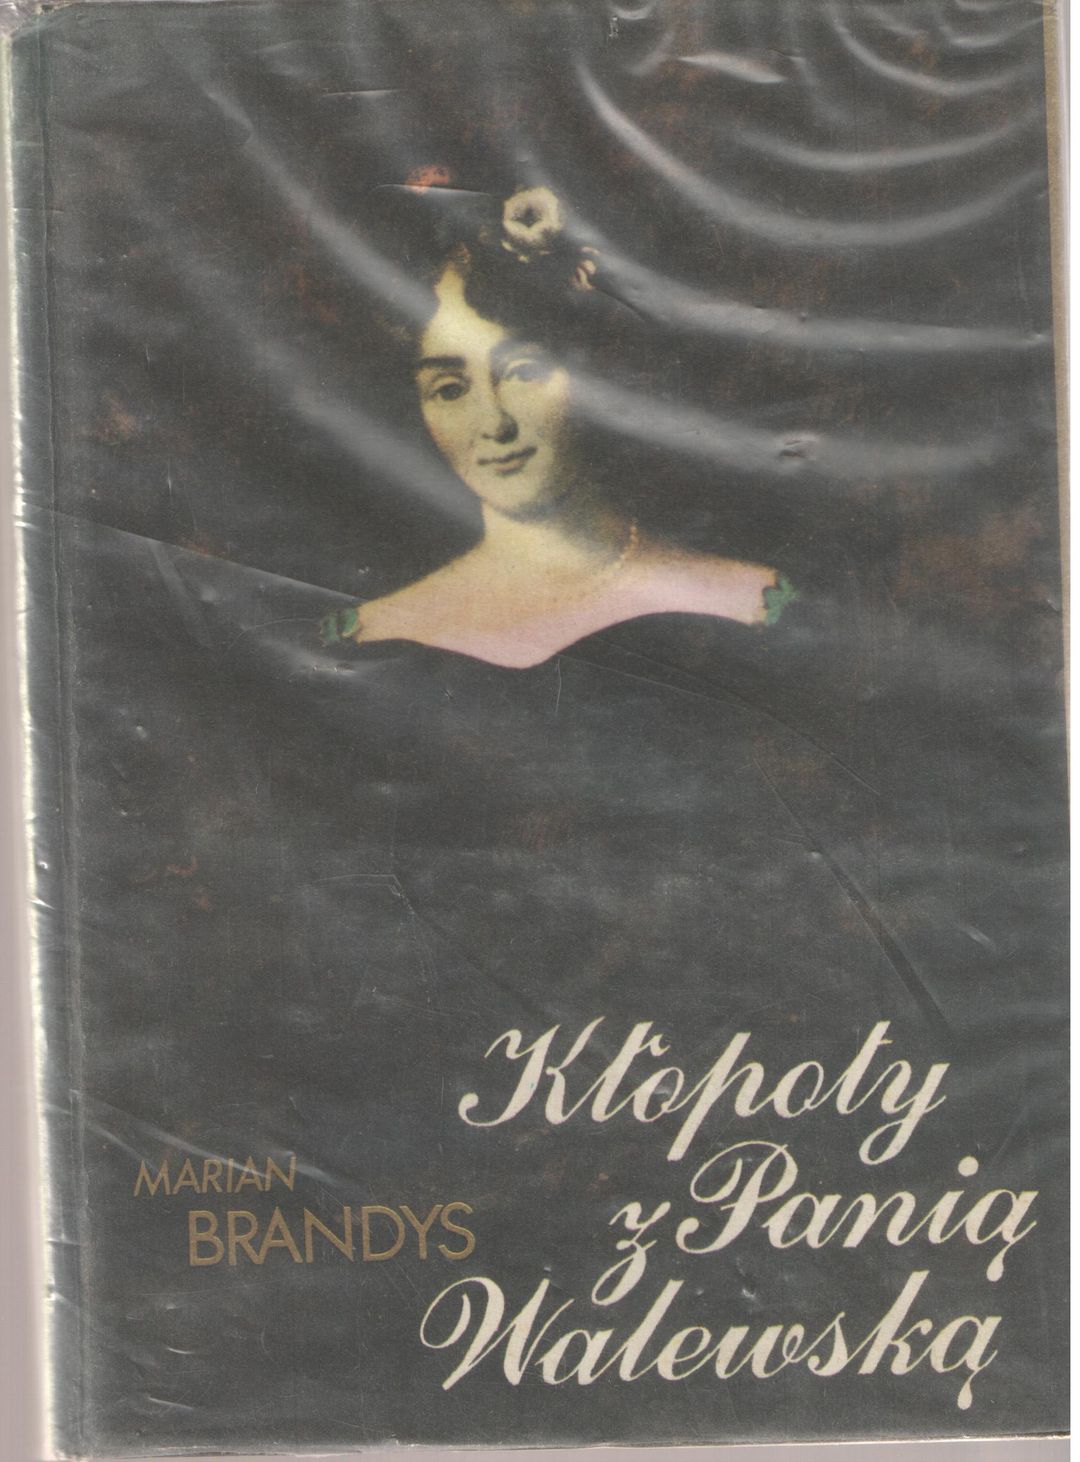 Kłopoty
z Panią
Walewską
MARIAN
BRANDYS